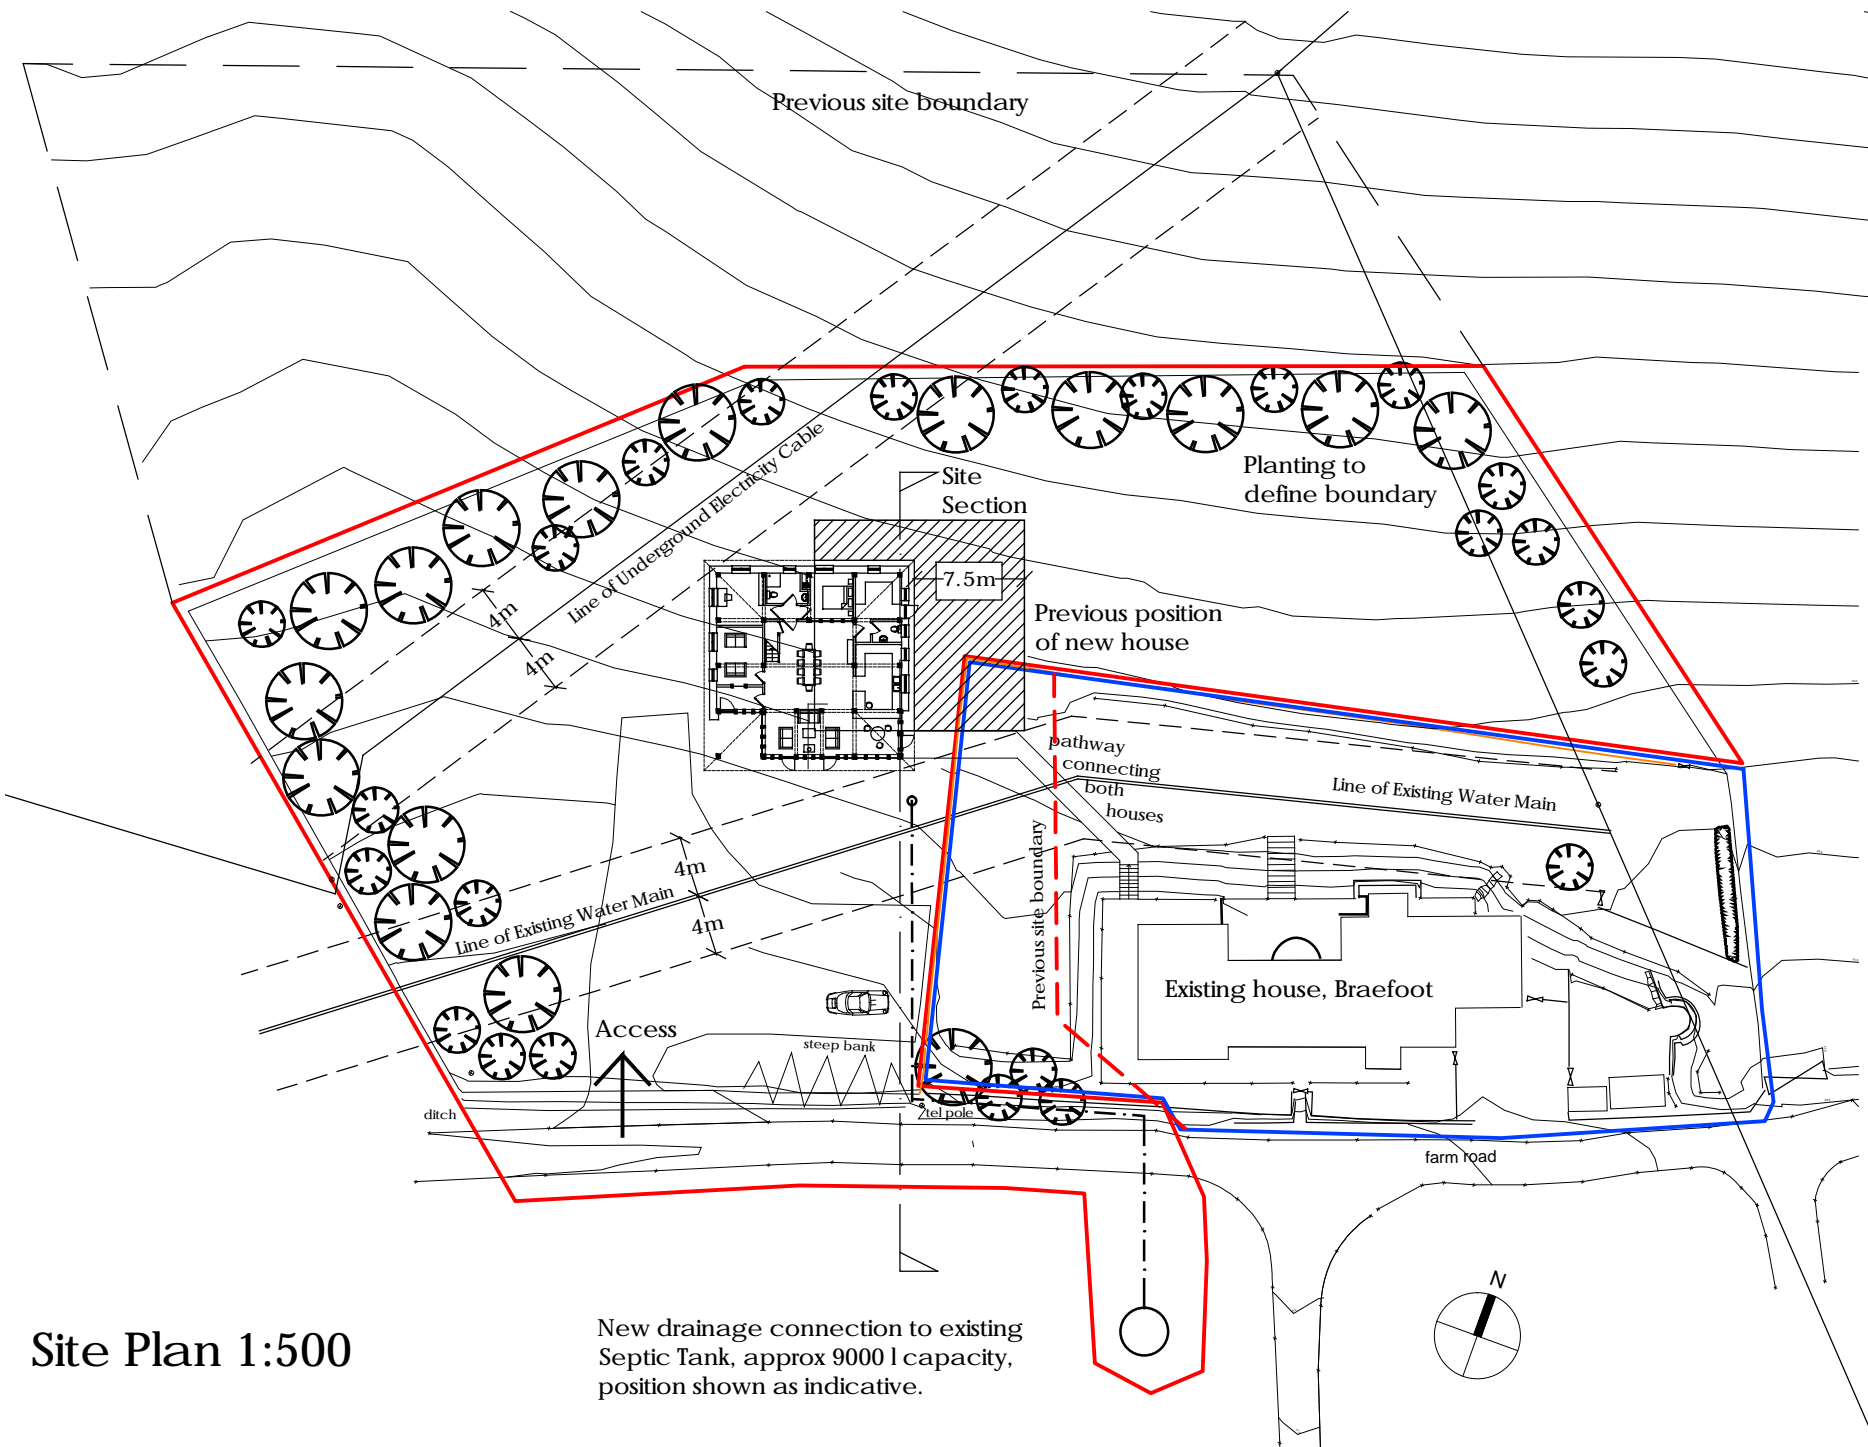 Previous site boundary
Line of Underground Electricity Cable
Site
Section
Planting to
define boundary
7.5m
4m
4m
Previous position
of new house
pathway
connecting
both
houses
Line of Existing Water Main
Previous site boundary
4m
4m
Line of Existing Water Main
Existing house, Braefoot
Access
steep bank
ditch
tel pole
farm road
N
Site Plan 1:500
New drainage connection to existing
Septic Tank, approx 9000 l capacity,
position shown as indicative.